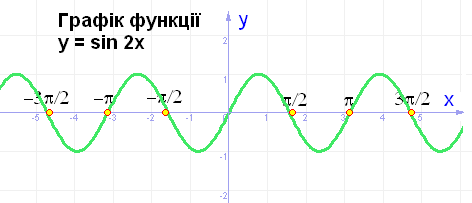 Графік функції
y = sin 2x
y
2
1
−3π/2
−π
−π/2
π/2
π
3π/2
x
-5
-4
-3
-2
-1
0
1
2
3
4
5
-1
-2